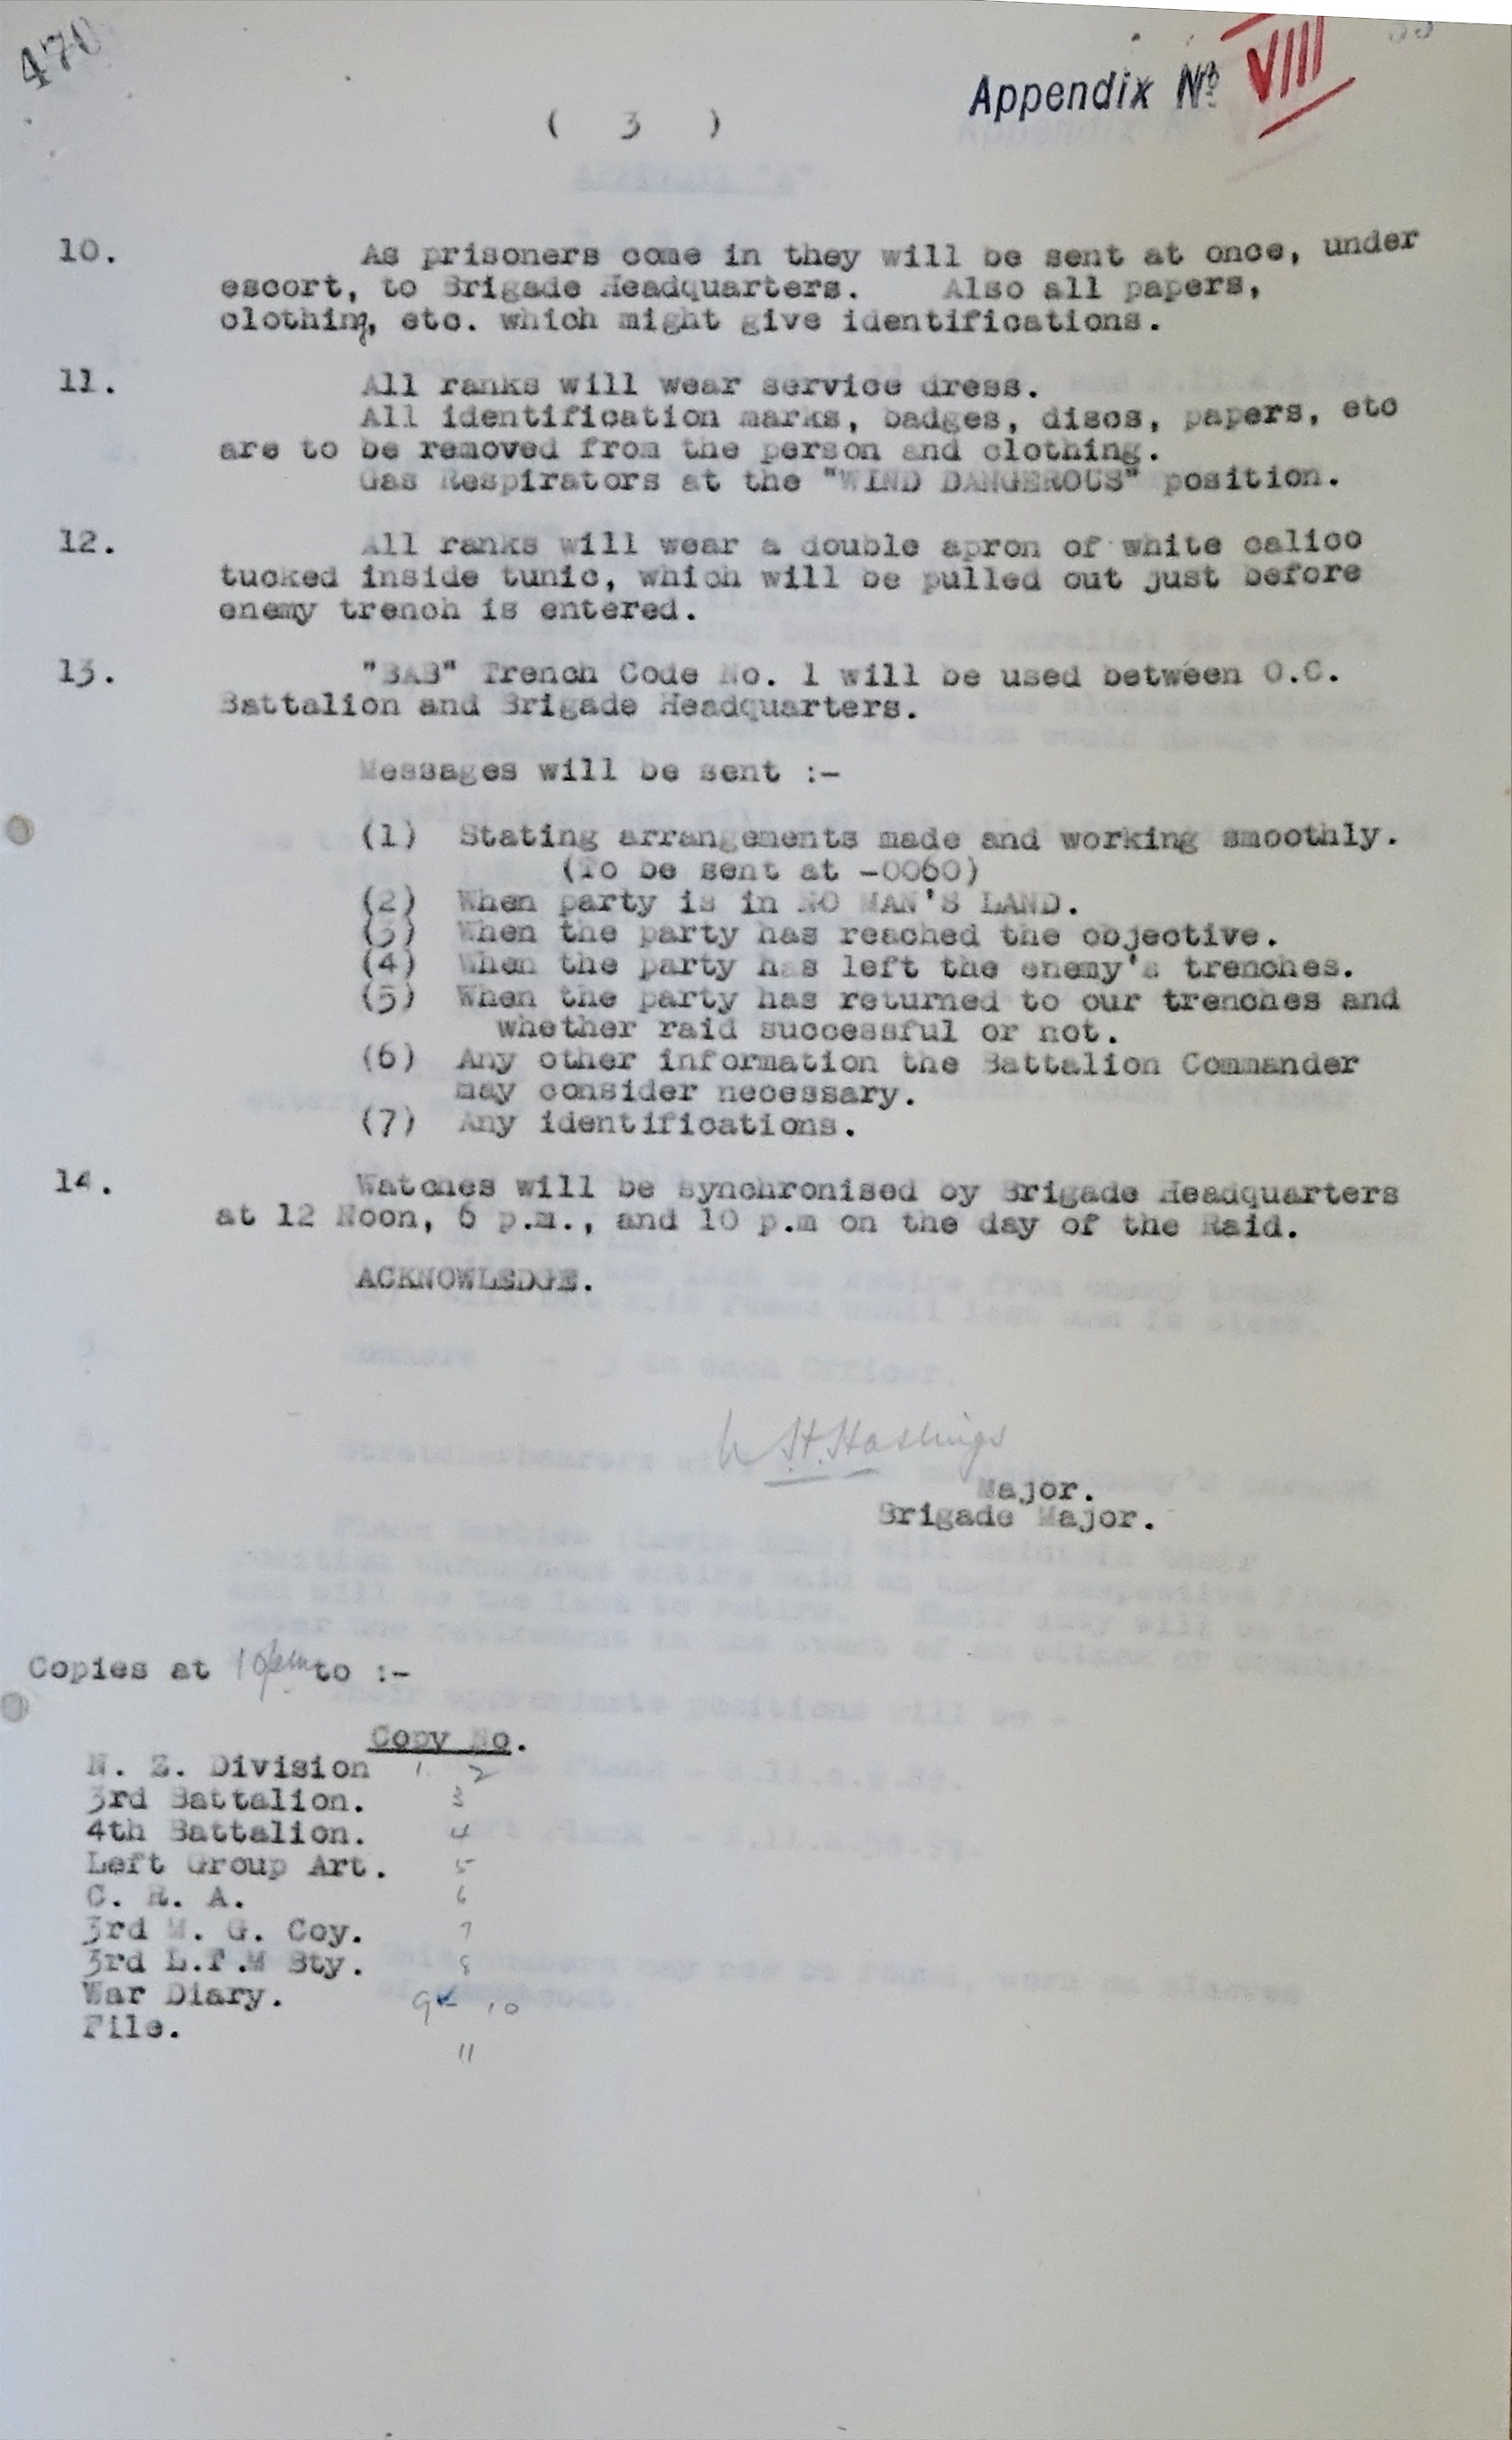 470
Appendix No VIII
( 3 )
10. As prisoners come in they will be sent at once, under
escort, to Brigade Headquarters. Also all papers,
clothing, etc. which might give identifications.
11. All ranks will wear service dress.
All identification marks, badges, discs, papers, etc
are to be removed from the person and clothing.
Gas Respirators at the "WIND DANGEROUS" position.
12. All ranks will wear a double apron of white calico
tucked inside tunic, which will be pulled out just before
enemy trench is entered.
13. "BAB" Trench Code No. 1 will be used between O.C.
Battalion and Brigade Headquarters.
Messages will be sent :-
(1) Stating arrangements made and working smoothly.
(To be sent at -0060)
(2) When party is in NO MAN'S LAND.
(3) When the party has reached the objective.
(4) When the party has left the enemy's trenches.
(5) When the party has returned to our trenches and
whether raid successful or not.
(6) Any other information the Battalion Commander
may consider necessary.
(7) Any identifications.
14. Watches will be synchronised by Brigade Headquarters
at 12 Noon, 6 p.m., and 10 p.m on the day of the Raid.
ACKNOWLEDGE.
W S.H. Hastings
Major.
Brigade Major.
Copies at 10pm to :-
Copy No.
N. Z. Division 1. 2
3rd Battalion. 3
4th Battalion. 4
Left Group Art. 5
C. R. A. 6
3rd M. G. Coy. 7
3rd L.T.M Bty. 8
War Diary. 9 10
File. 11